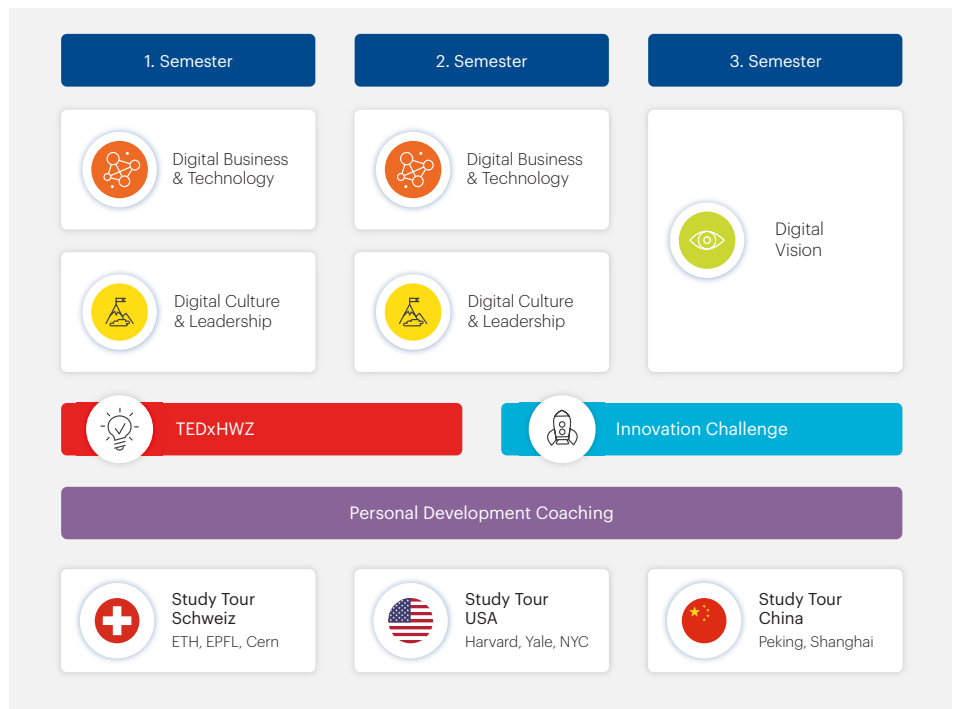 1. Semester
2. Semester
3. Semester
Digital Business
& Technology
Digital Business
& Technology
Digital
Vision
Digital Culture
& Leadership
Digital Culture
& Leadership
TEDxHWZ
Innovation Challenge
Personal Development Coaching
Study Tour
Schweiz
ETH, EPFL, Cern
Study Tour
USA
Harvard, Yale, NYC
Study Tour
China
Peking, Shanghai